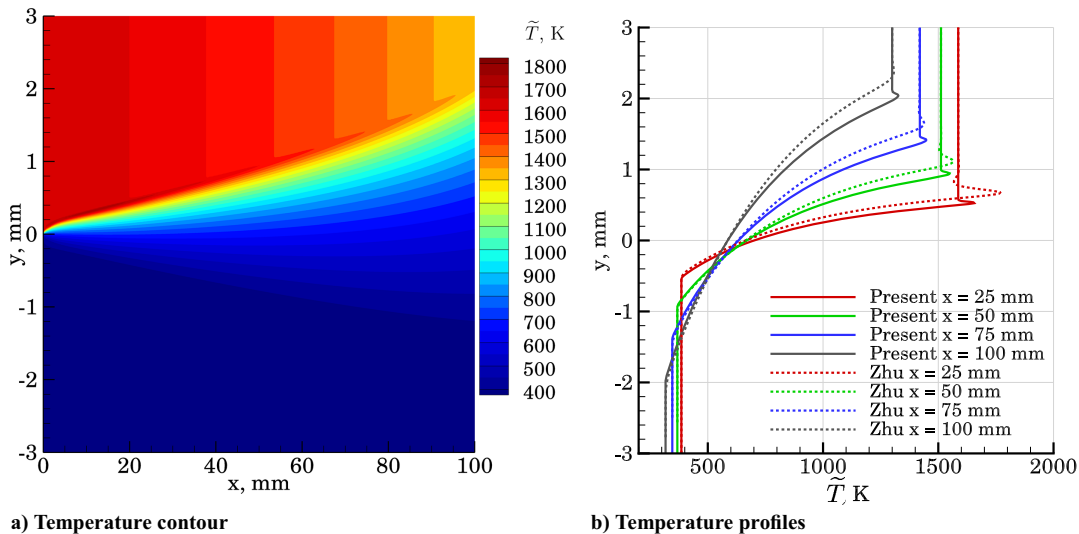 3
2
1
0
-1
-2
-3
y, mm
0
20
40
60
80
100
x, mm
T̃, K
1800
1700
1600
1500
1400
1300
1200
1100
1000
900
800
700
600
500
400
a) Temperature contour
3
2
1
0
-1
-2
-3
y, mm
Present x = 25 mm
Present x = 50 mm
Present x = 75 mm
Present x = 100 mm
Zhu x = 25 mm
Zhu x = 50 mm
Zhu x = 75 mm
Zhu x = 100 mm
500
1000
1500
2000
T̃, K
b) Temperature profiles